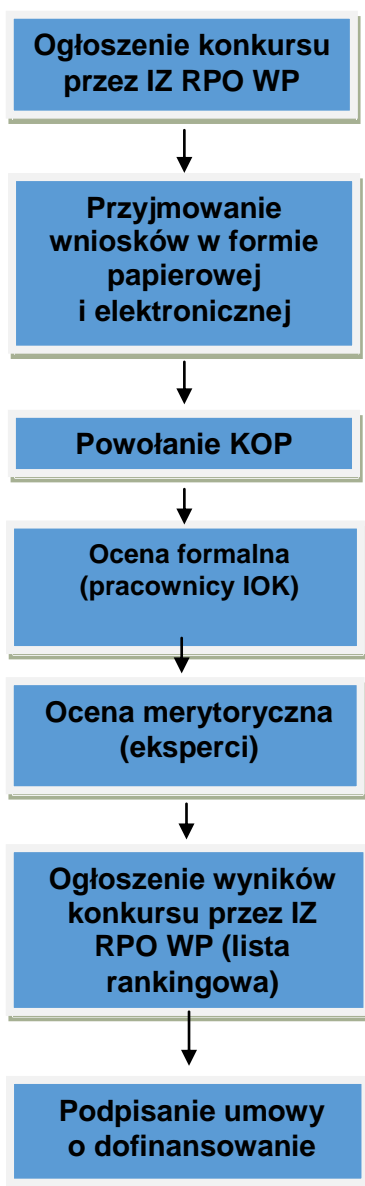 Ogłoszenie konkursu
przez IZ RPO WP
Przyjmowanie
wniosków w formie
papierowej
i elektronicznej
Powołanie KOP
Ocena formalna
(pracownicy IOK)
Ocena merytoryczna
(eksperci)
Ogłoszenie wyników
konkursu przez IZ
RPO WP (lista
rankingowa)
Podpisanie umowy
o dofinansowanie